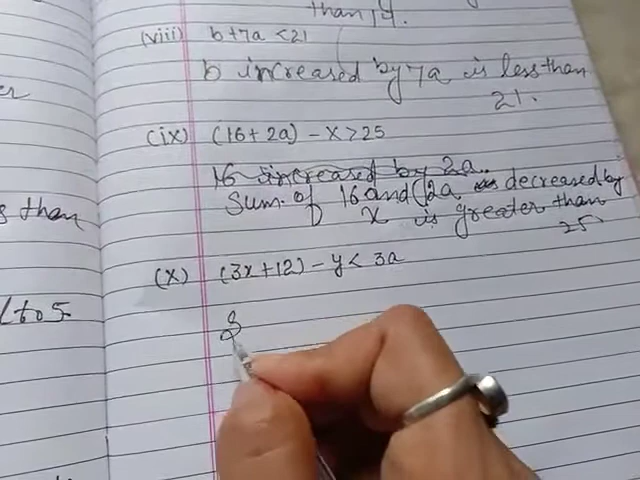 than 14.
(viii) b+7a <21
b increased by 7a is less than
21.
(ix) (16+2a) - x > 25
16 increased by 2a.
Sum of 16 and 2a decreased by
x is greater than
25.
s than
(x) (3x+12) - y < 3a
to 5
S